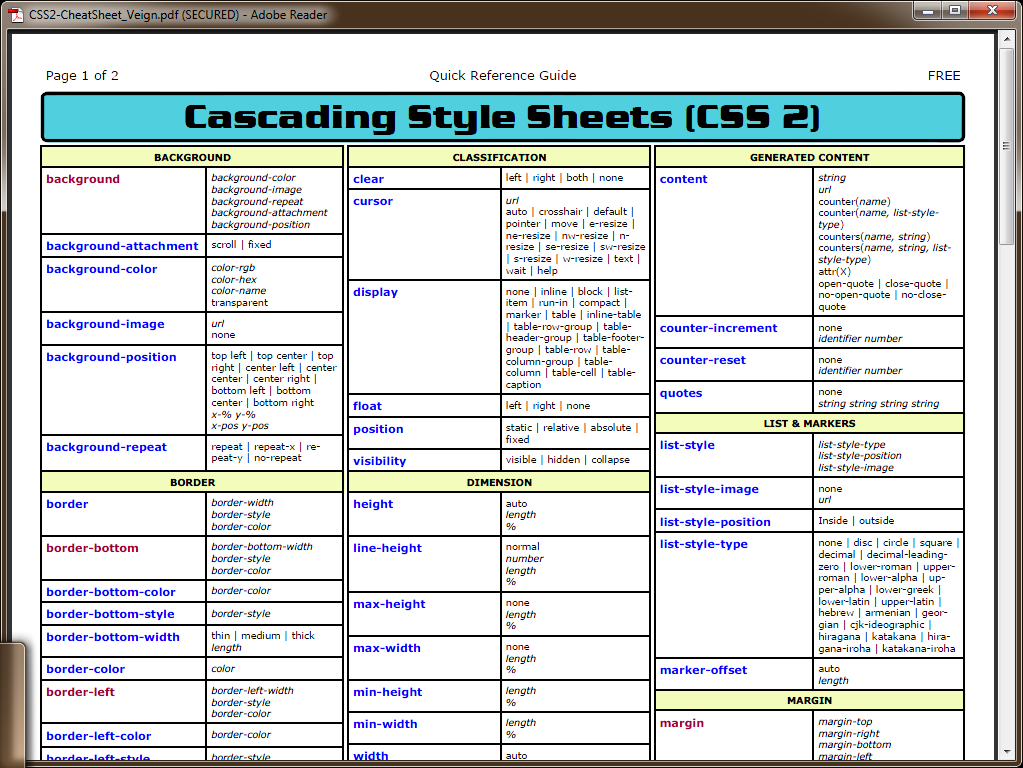 CSS2-CheatSheet_Veign.pdf (SECURED) - Adobe Reader
Page 1 of 2
Quick Reference Guide
FREE
Cascading Style Sheets (CSS 2)
BACKGROUND
background
background-color
background-image
background-repeat
background-attachment
background-position
background-attachment
scroll | fixed
background-color
color-rgb
color-hex
color-name
transparent
background-image
url
none
background-position
top left | top center | top
right | center left | center
center | center right |
bottom left | bottom
center | bottom right
x-% y-%
x-pos y-pos
background-repeat
repeat | repeat-x | re-
peat-y | no-repeat
BORDER
border
border-width
border-style
border-color
border-bottom
border-bottom-width
border-style
border-color
border-bottom-color
border-color
border-bottom-style
border-style
border-bottom-width
thin | medium | thick
length
border-color
color
border-left
border-left-width
border-style
border-color
border-left-color
border-color
border-left-style
border-style
CLASSIFICATION
clear
left | right | both | none
cursor
url
auto | crosshair | default |
pointer | move | e-resize |
ne-resize | nw-resize | n-
resize | se-resize | sw-resize
| s-resize | w-resize | text |
wait | help
display
none | inline | block | list-
item | run-in | compact |
marker | table | inline-table
| table-row-group | table-
header-group | table-footer-
group | table-row | table-
column-group | table-
column | table-cell | table-
caption
float
left | right | none
position
static | relative | absolute |
fixed
visibility
visible | hidden | collapse
DIMENSION
height
auto
length
%
line-height
normal
number
length
%
max-height
none
length
%
max-width
none
length
%
min-height
length
%
min-width
length
%
width
auto
GENERATED CONTENT
content
string
url
counter(name)
counter(name, list-style-
type)
counters(name, string)
counters(name, string, list-
style-type)
attr(X)
open-quote | close-quote |
no-open-quote | no-close-
quote
counter-increment
none
identifier number
counter-reset
none
identifier number
quotes
none
string string string string
LIST & MARKERS
list-style
list-style-type
list-style-position
list-style-image
list-style-image
none
url
list-style-position
Inside | outside
list-style-type
none | disc | circle | square |
decimal | decimal-leading-
zero | lower-roman | upper-
roman | lower-alpha | up-
per-alpha | lower-greek |
lower-latin | upper-latin |
hebrew | armenian | geor-
gian | cjk-ideographic |
hiragana | katakana | hira-
gana-iroha | katakana-iroha
marker-offset
auto
length
MARGIN
margin
margin-top
margin-right
margin-bottom
margin-left